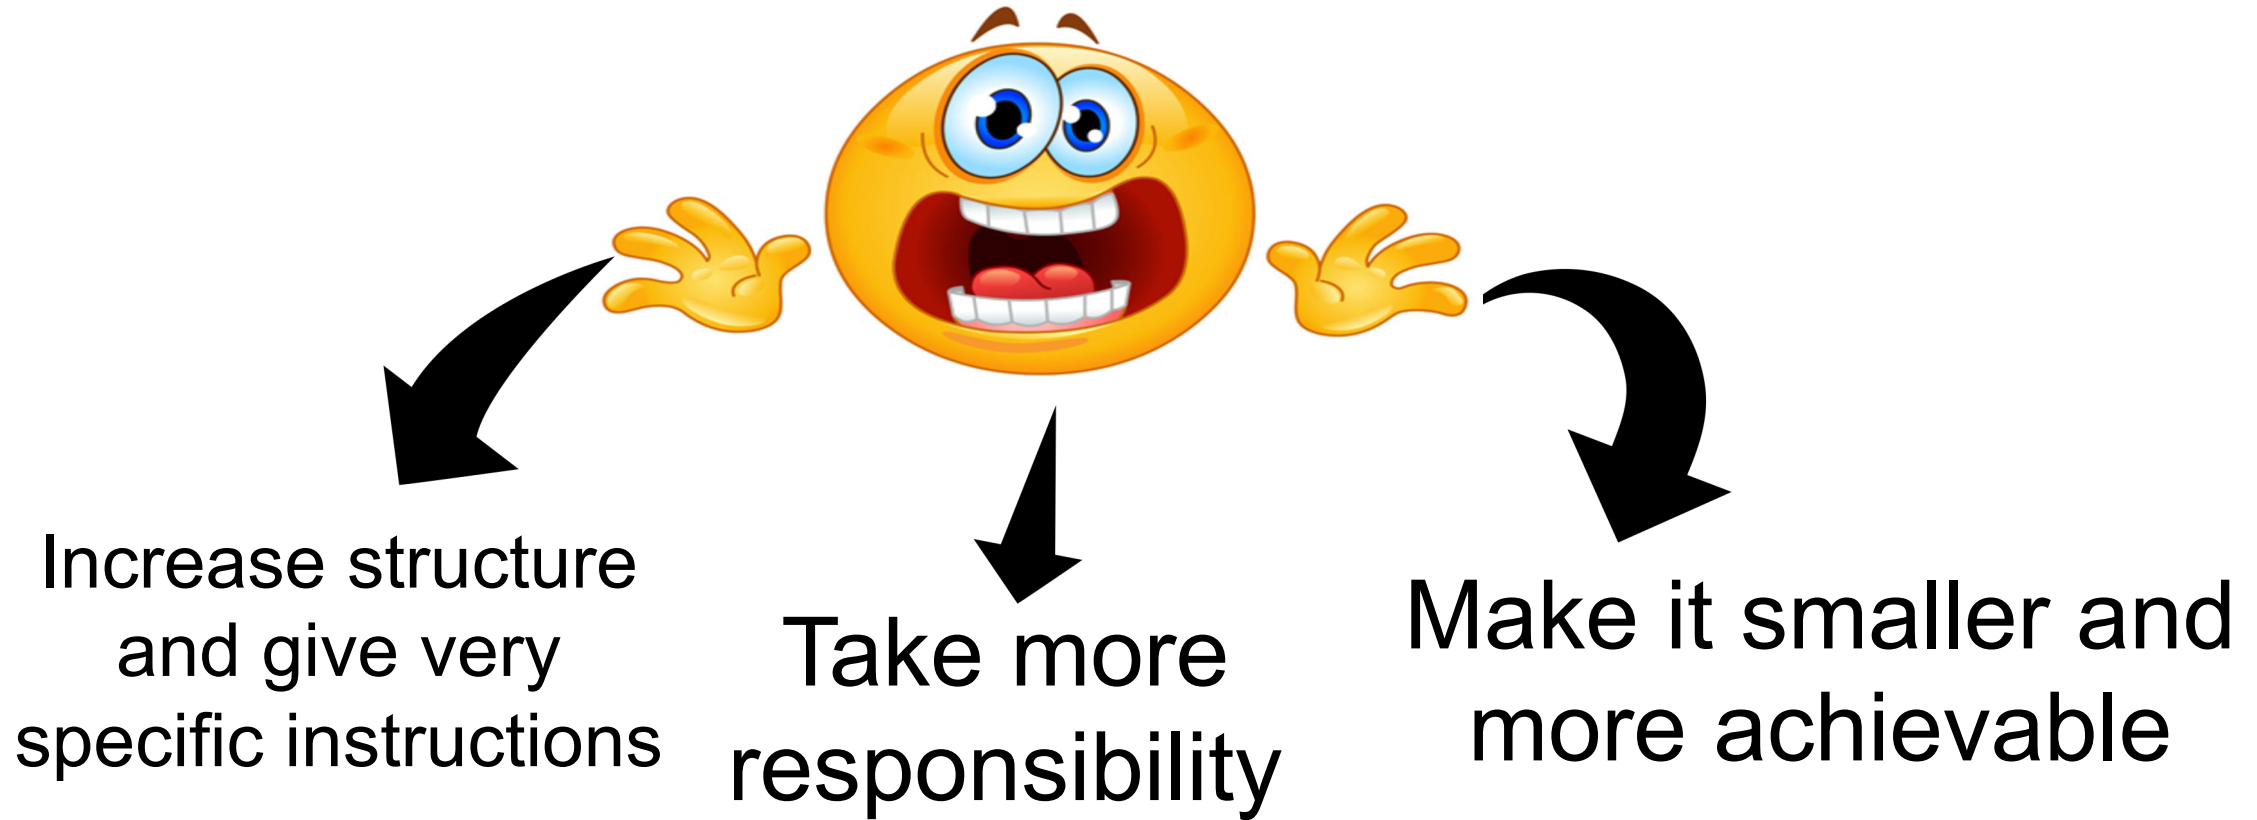 Increase structure
and give very
specific instructions
Take more
responsibility
Make it smaller and
more achievable